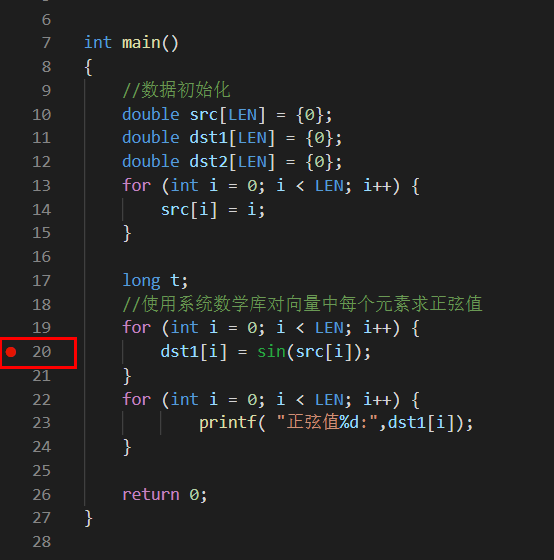 6
7 int main()
8 {
9 //数据初始化
10 double src[LEN] = {0};
11 double dst1[LEN] = {0};
12 double dst2[LEN] = {0};
13 for (int i = 0; i < LEN; i++) {
14 src[i] = i;
15 }
16
17 long t;
18 //使用系统数学库对向量中每个元素求正弦值
19 for (int i = 0; i < LEN; i++) {
20 dst1[i] = sin(src[i]);
21 }
22 for (int i = 0; i < LEN; i++) {
23 printf( "正弦值%d:",dst1[i]);
24 }
25
26 return 0;
27 }
28